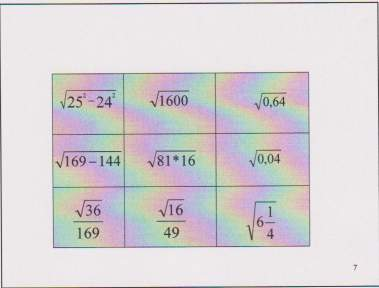 √25² - 24² √1600 √0,64
√169 - 144 √81*16 √0,04
√36/169 √16/49 √6 1/4
7